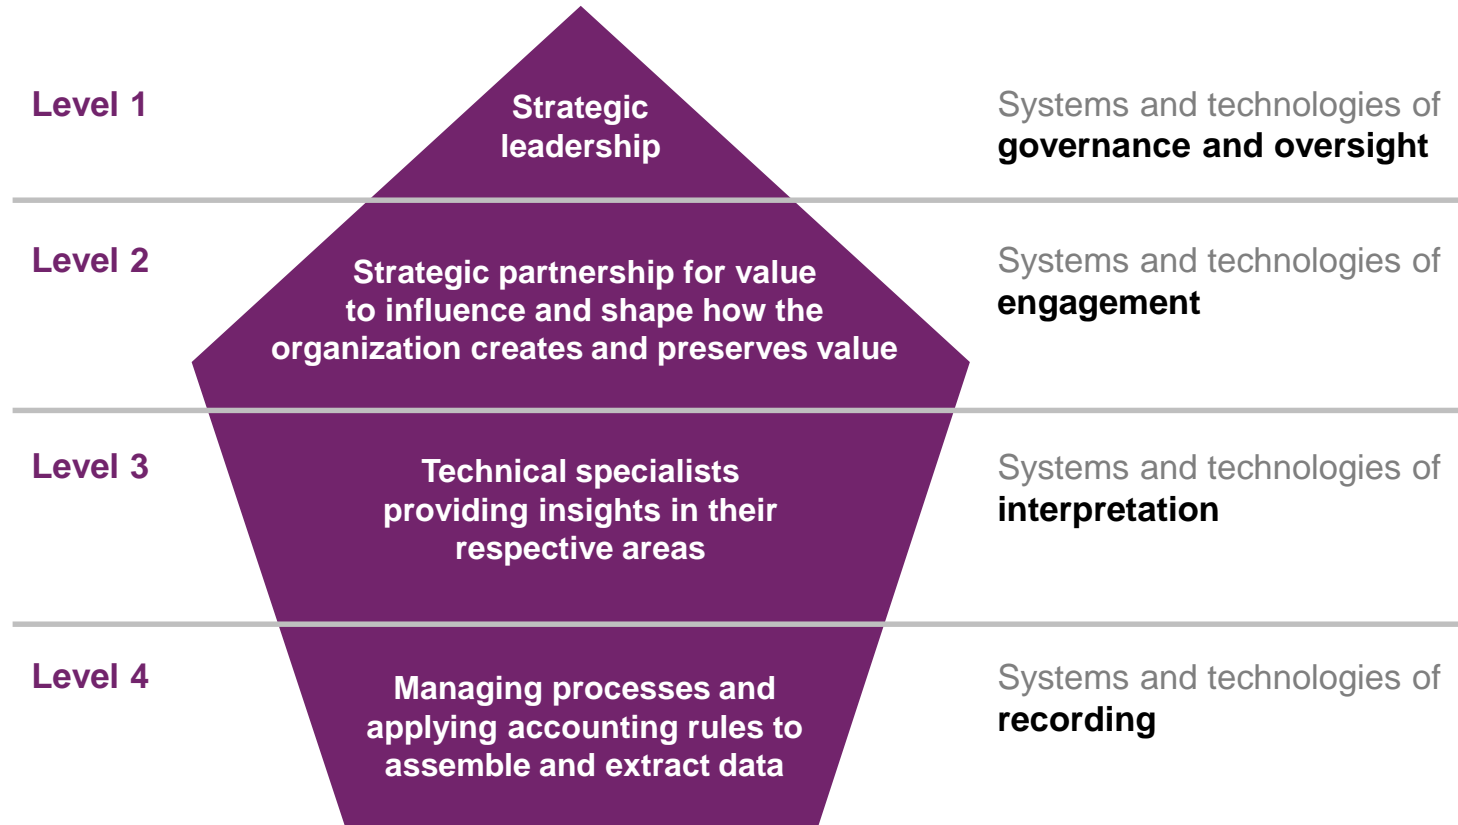 Level 1
Strategic
leadership
Systems and technologies of
governance and oversight
Level 2
Strategic partnership for value
to influence and shape how the
organization creates and preserves value
Systems and technologies of
engagement
Level 3
Technical specialists
providing insights in their
respective areas
Systems and technologies of
interpretation
Level 4
Managing processes and
applying accounting rules to
assemble and extract data
Systems and technologies of
recording